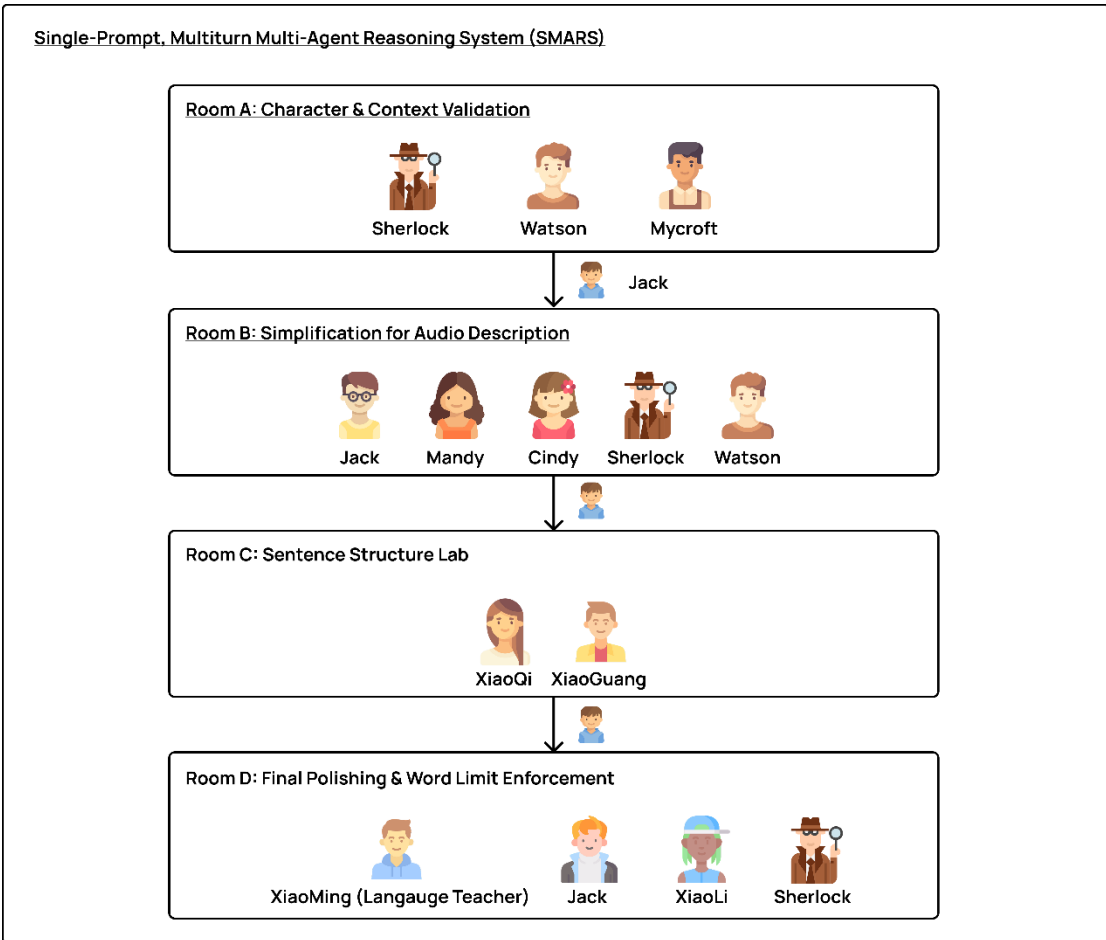 Single-Prompt, Multiturn Multi-Agent Reasoning System (SMARS)
Room A: Character & Context Validation
Sherlock Watson Mycroft
Jack
Room B: Simplification for Audio Description
Jack Mandy Cindy Sherlock Watson
Room C: Sentence Structure Lab
XiaoQi XiaoGuang
Room D: Final Polishing & Word Limit Enforcement
XiaoMing (Langauge Teacher) Jack XiaoLi Sherlock